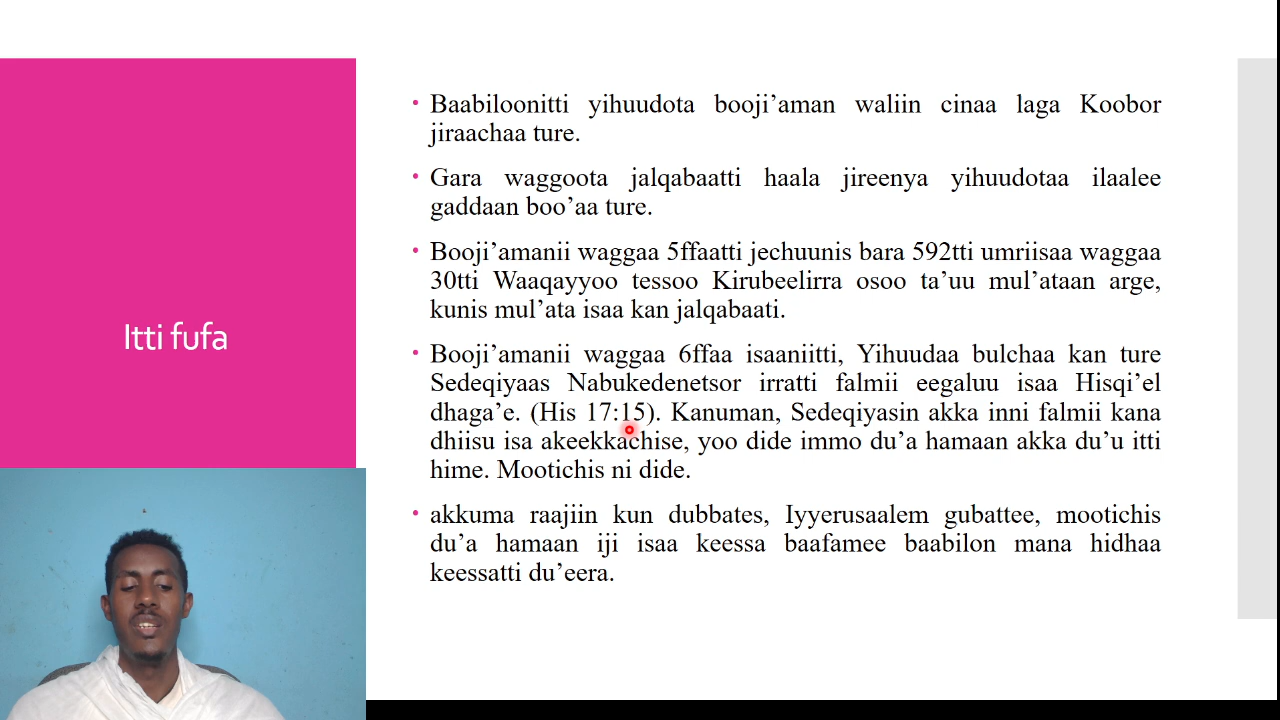 Itti fufa
• Baabiloonitti yihuudota booji’aman waliin cinaa laga Koobor
jiraachaa ture.
• Gara waggoota jalqabaatti haala jireenya yihuudotaa ilaalee
gaddaan boo’aa ture.
• Booji’amanii waggaa 5ffaatti jechuunis bara 592tti umriisaa waggaa
30tti Waaqayyoo tessoo Kirubeelirra osoo ta’uu mul’ataan arge,
kunis mul’ata isaa kan jalqabaati.
• Booji’amanii waggaa 6ffaa isaaniitti, Yihuudaa bulchaa kan ture
Sedeqiyaas Nabukedenetsor irratti falmii eegaluu isaa Hisqi’el
dhaga’e. (His 17:15). Kanuman, Sedeqiyasin akka inni falmii kana
dhiisu isa akeekkachise, yoo dide immo du’a hamaan akka du’u itti
hime. Mootichis ni dide.
• akkuma raajiin kun dubbates, Iyyerusaalem gubattee, mootichis
du’a hamaan iji isaa keessa baafamee baabilon mana hidhaa
keessatti du’eera.